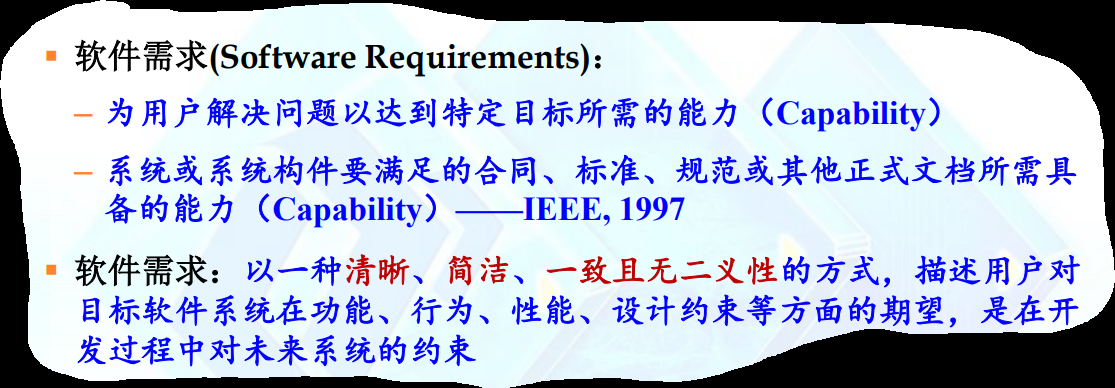 ▪ 软件需求(Software Requirements)：
– 为用户解决问题以达到特定目标所需的能力（Capability）
– 系统或系统构件要满足的合同、标准、规范或其他正式文档所需具
备的能力（Capability）——IEEE, 1997
▪ 软件需求：以一种清晰、简洁、一致且无二义性的方式，描述用户对
目标软件系统在功能、行为、性能、设计约束等方面的期望，是在开
发过程中对未来系统的约束